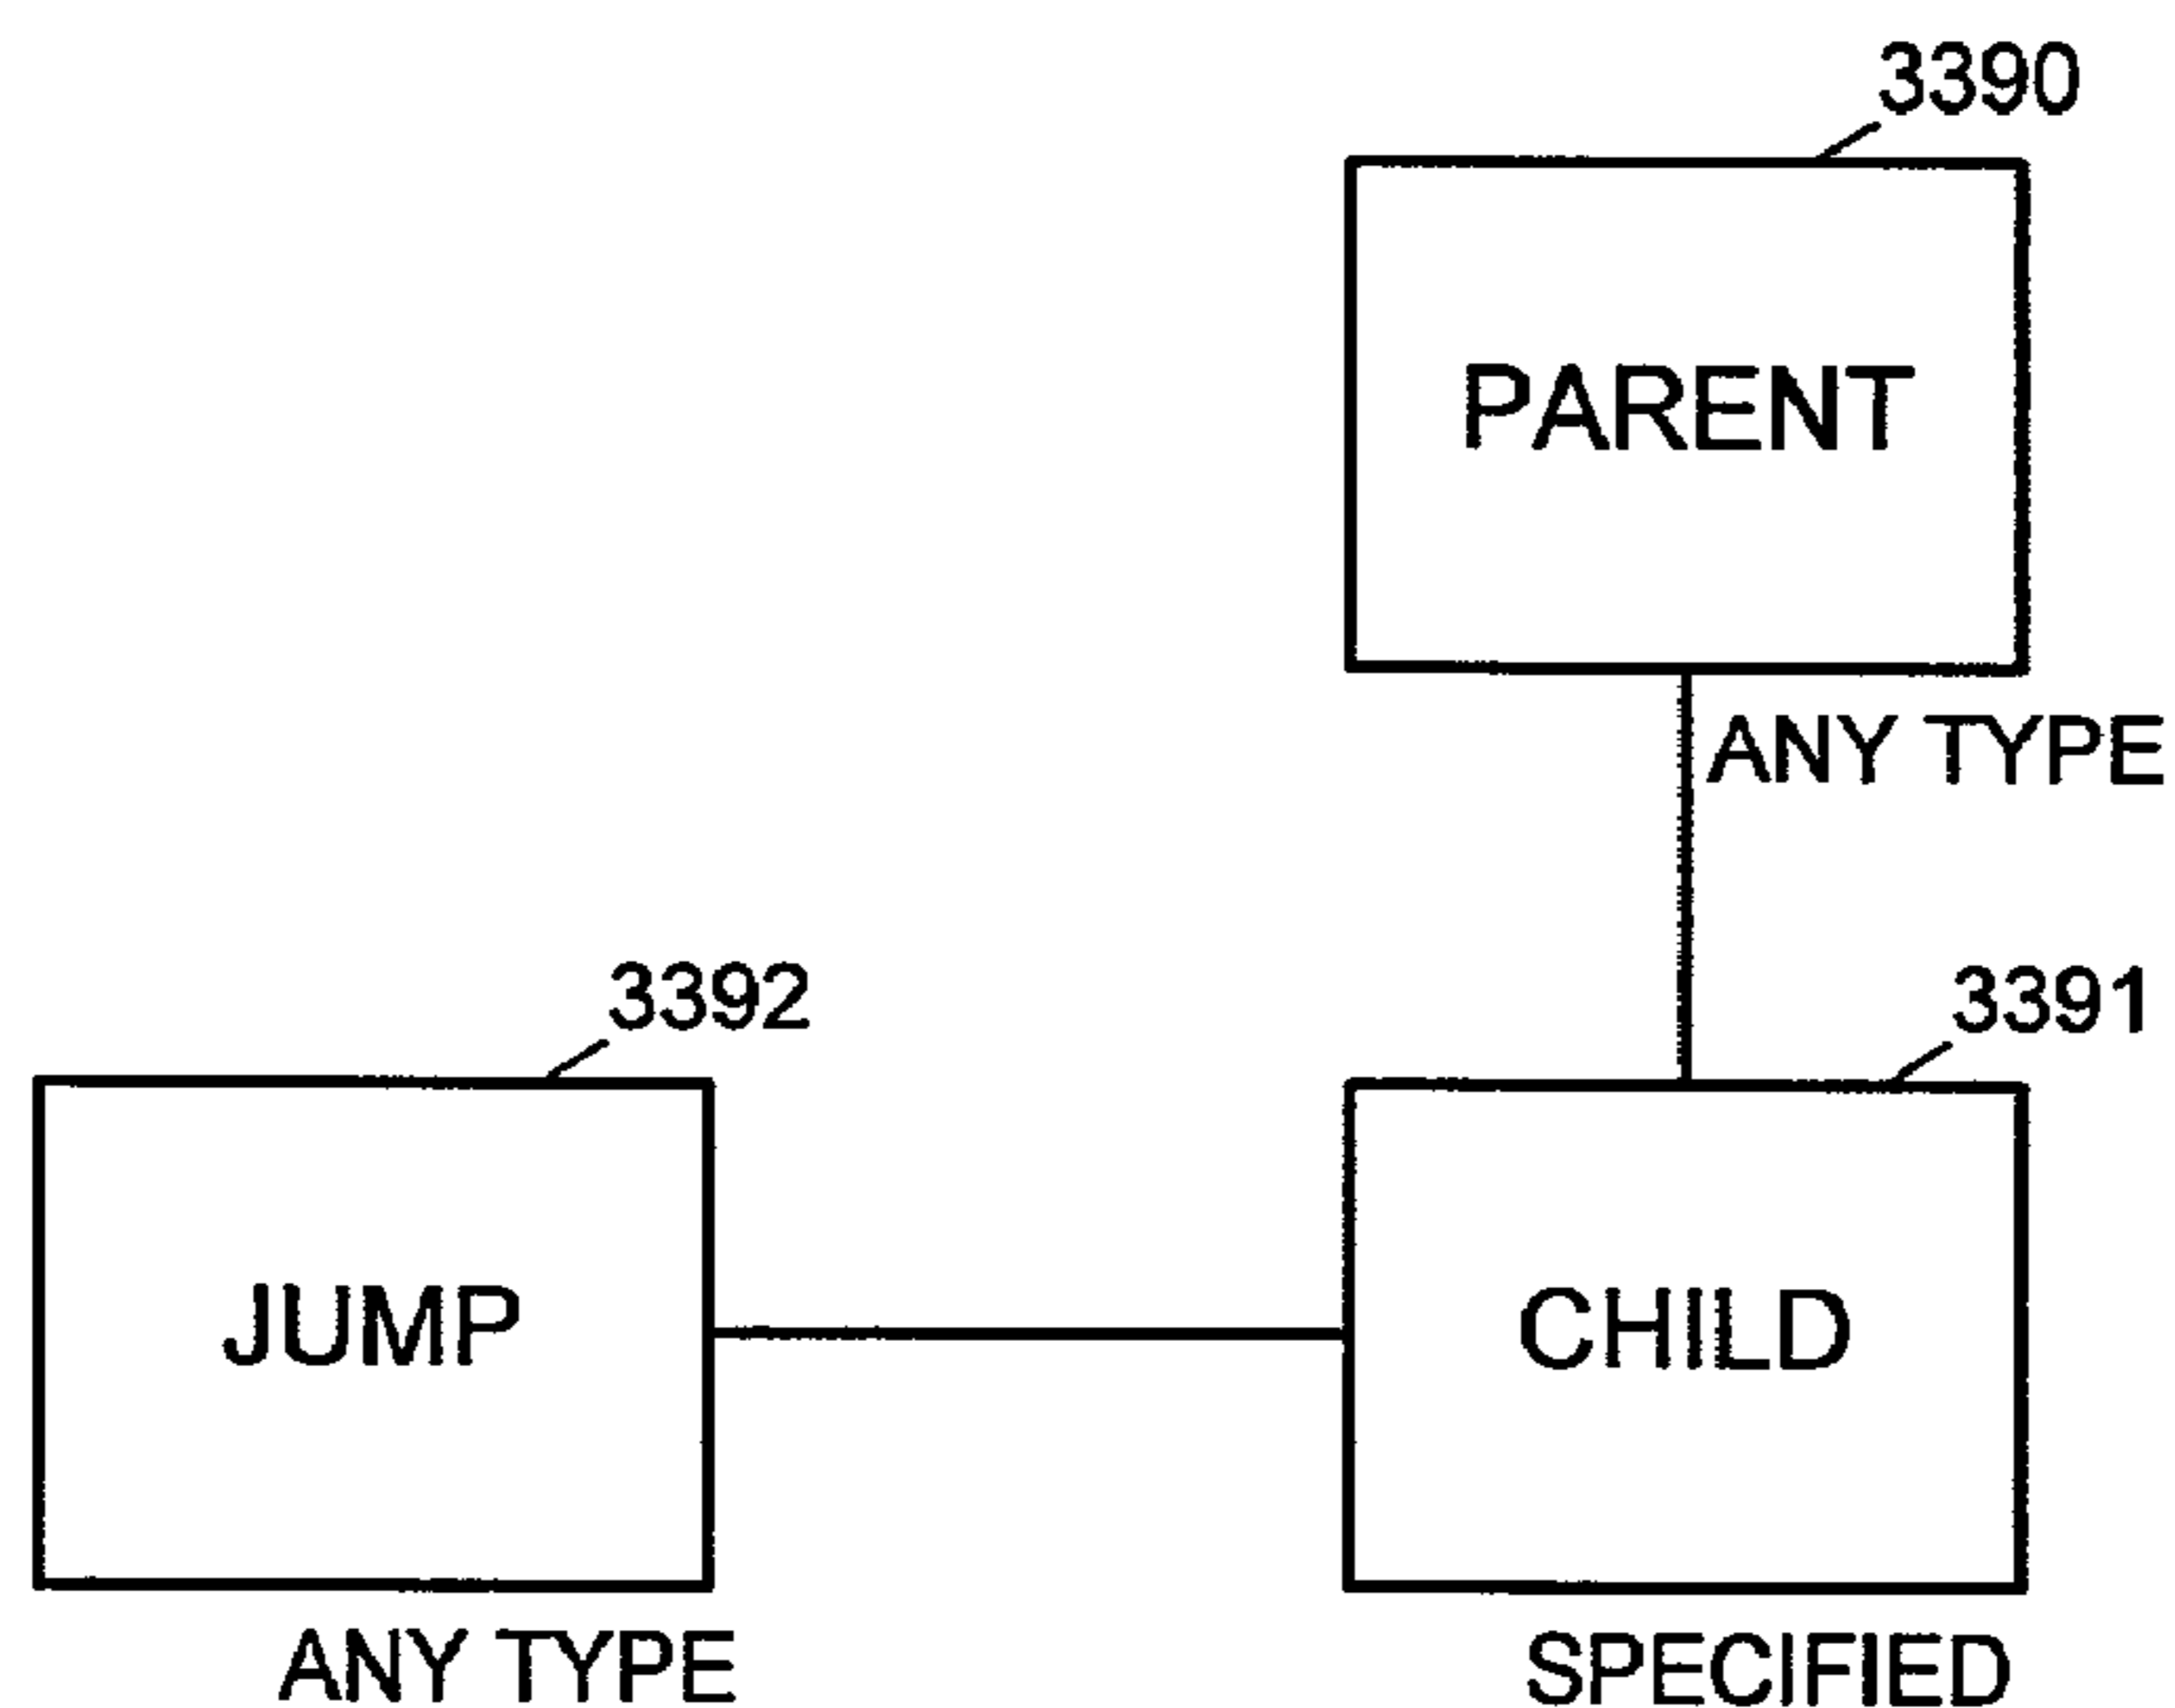 3390
PARENT
ANY TYPE
3392
3391
JUMP
CHILD
ANY TYPE
SPECIFIED